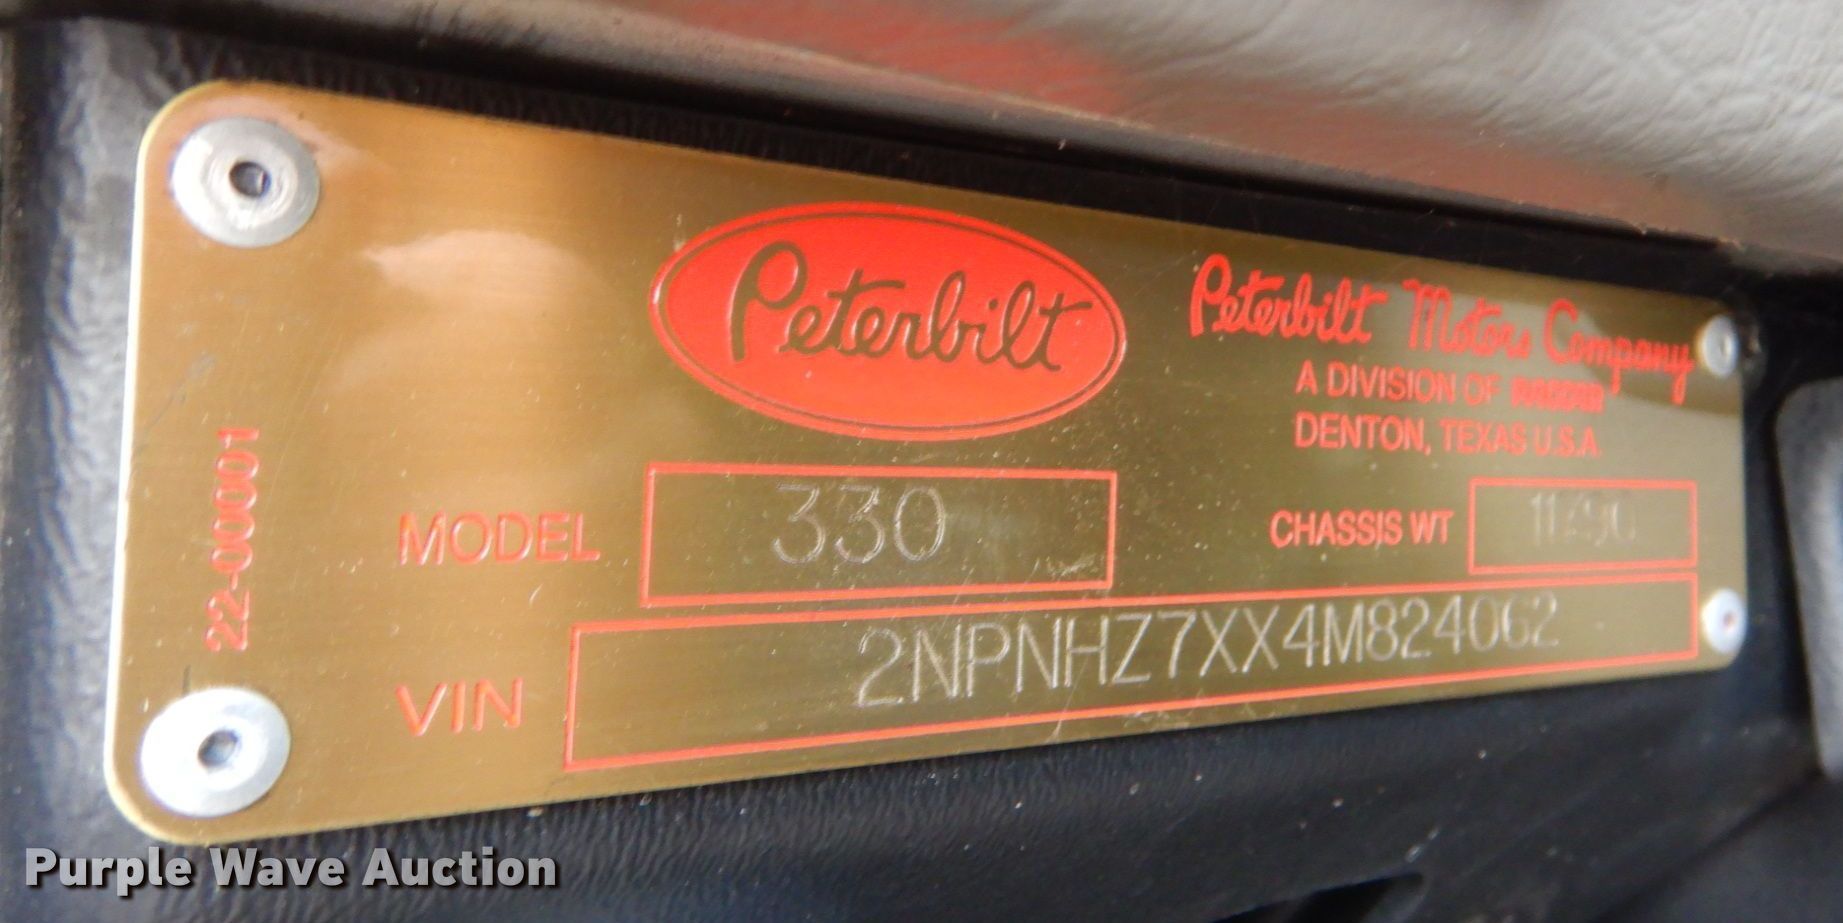 Peterbilt
Peterbilt Motors Company
A DIVISION OF PACCAR
DENTON, TEXAS U.S.A.
22-00001
MODEL 330
CHASSIS WT
VIN 2NPNHZ7XX4M824062
Purple Wave Auction